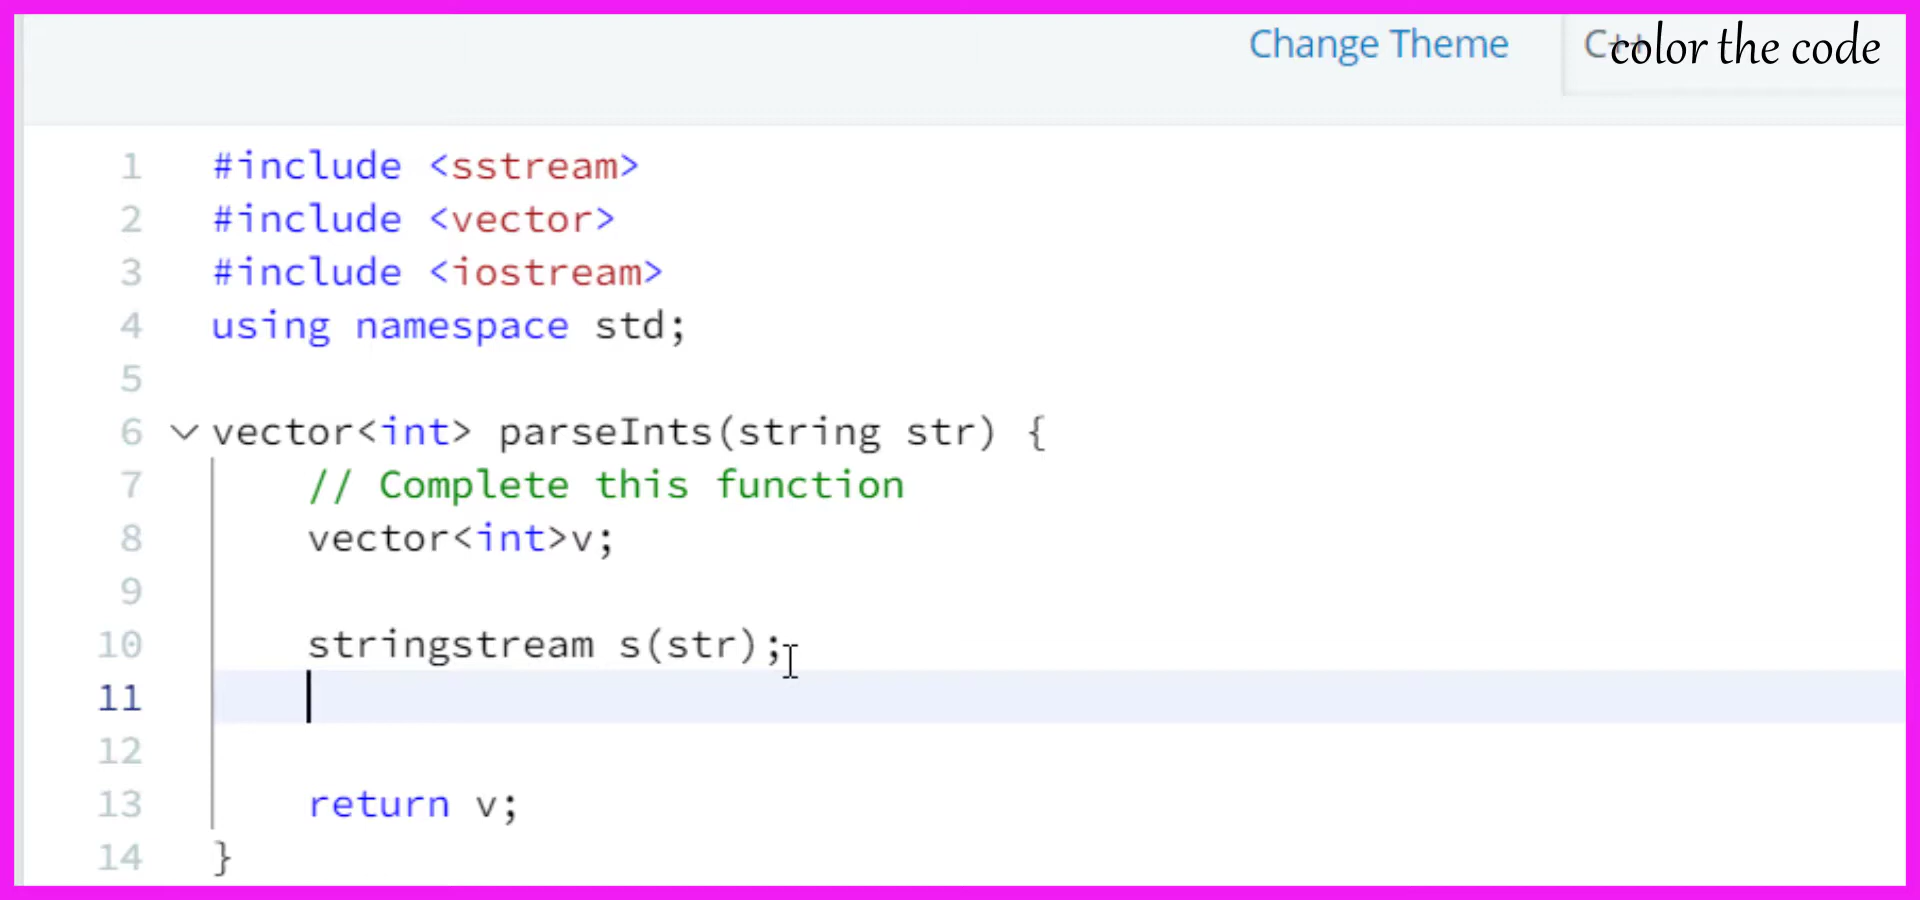 Change Theme
C++
color the code
1 #include <sstream>
2 #include <vector>
3 #include <iostream>
4 using namespace std;
5
6 vector<int> parseInts(string str) {
7 // Complete this function
8 vector<int>v;
9
10 stringstream s(str);
11
12
13 return v;
14 }